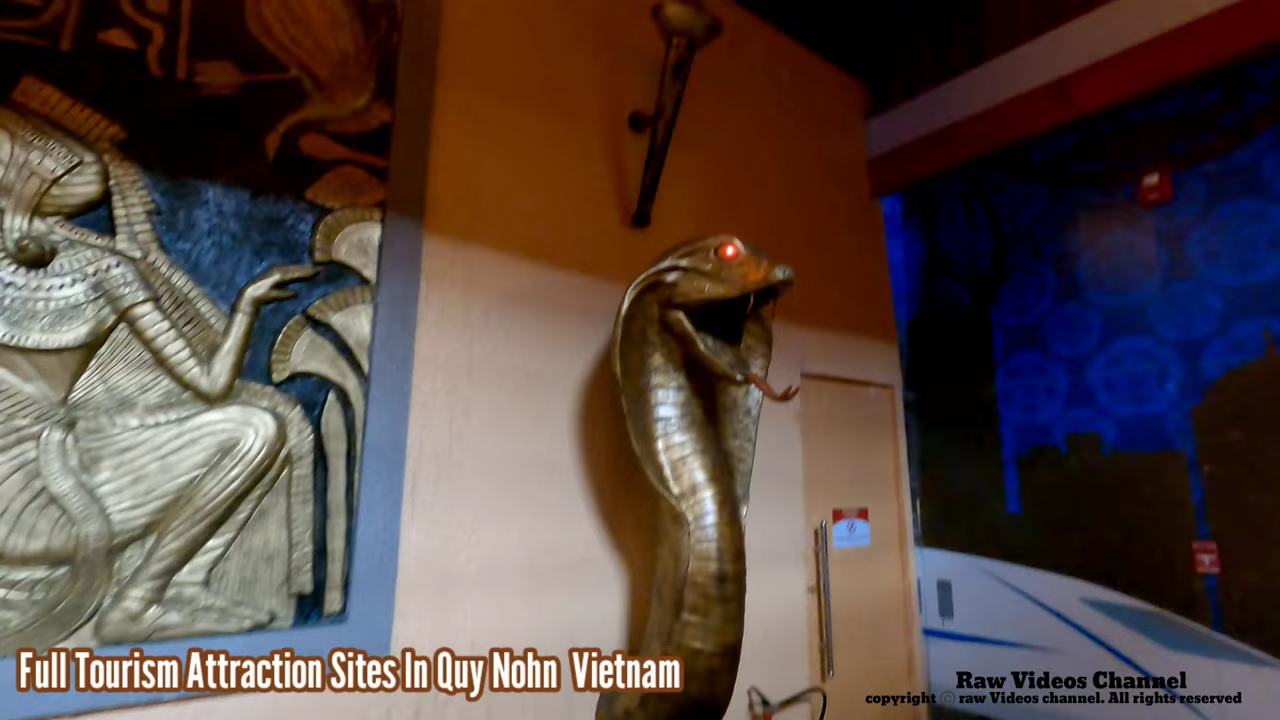 Full Tourism Attraction Sites In Quy Nohn Vietnam
Raw Videos Channel
copyright © raw Videos channel. All rights reserved